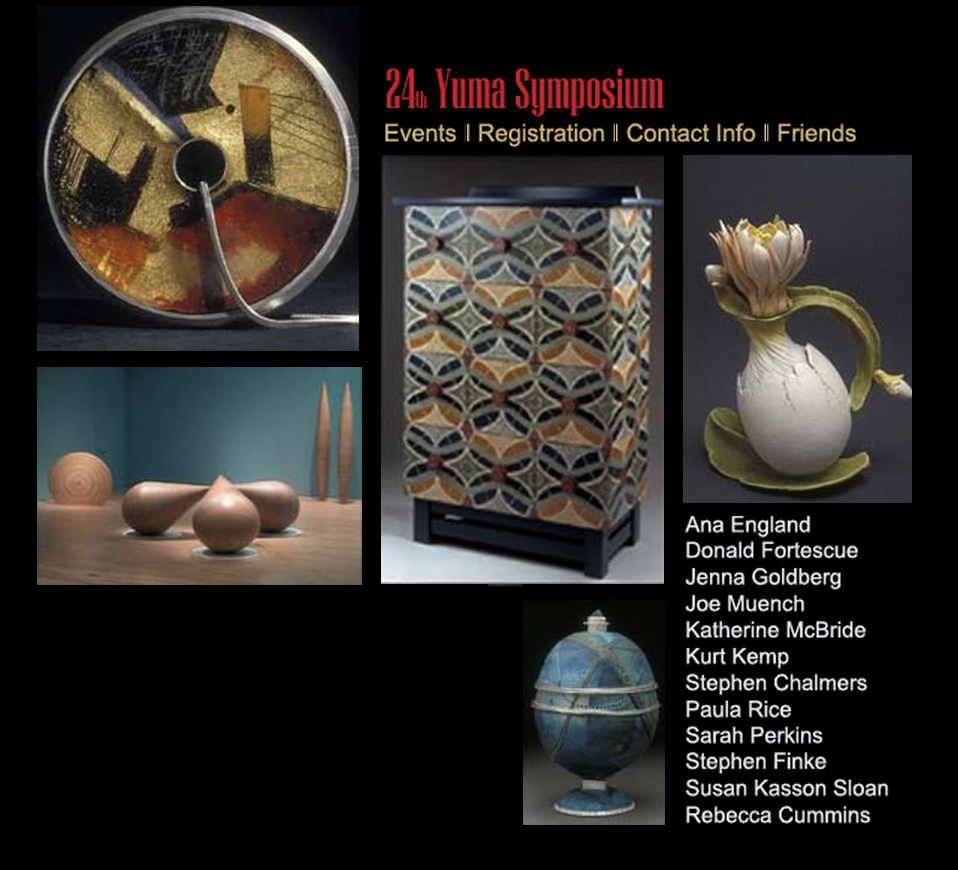 24th Yuma Symposium
Events || Registration || Contact Info || Friends
Ana England
Donald Fortescue
Jenna Goldberg
Joe Muench
Katherine McBride
Kurt Kemp
Stephen Chalmers
Paula Rice
Sarah Perkins
Stephen Finke
Susan Kasson Sloan
Rebecca Cummins